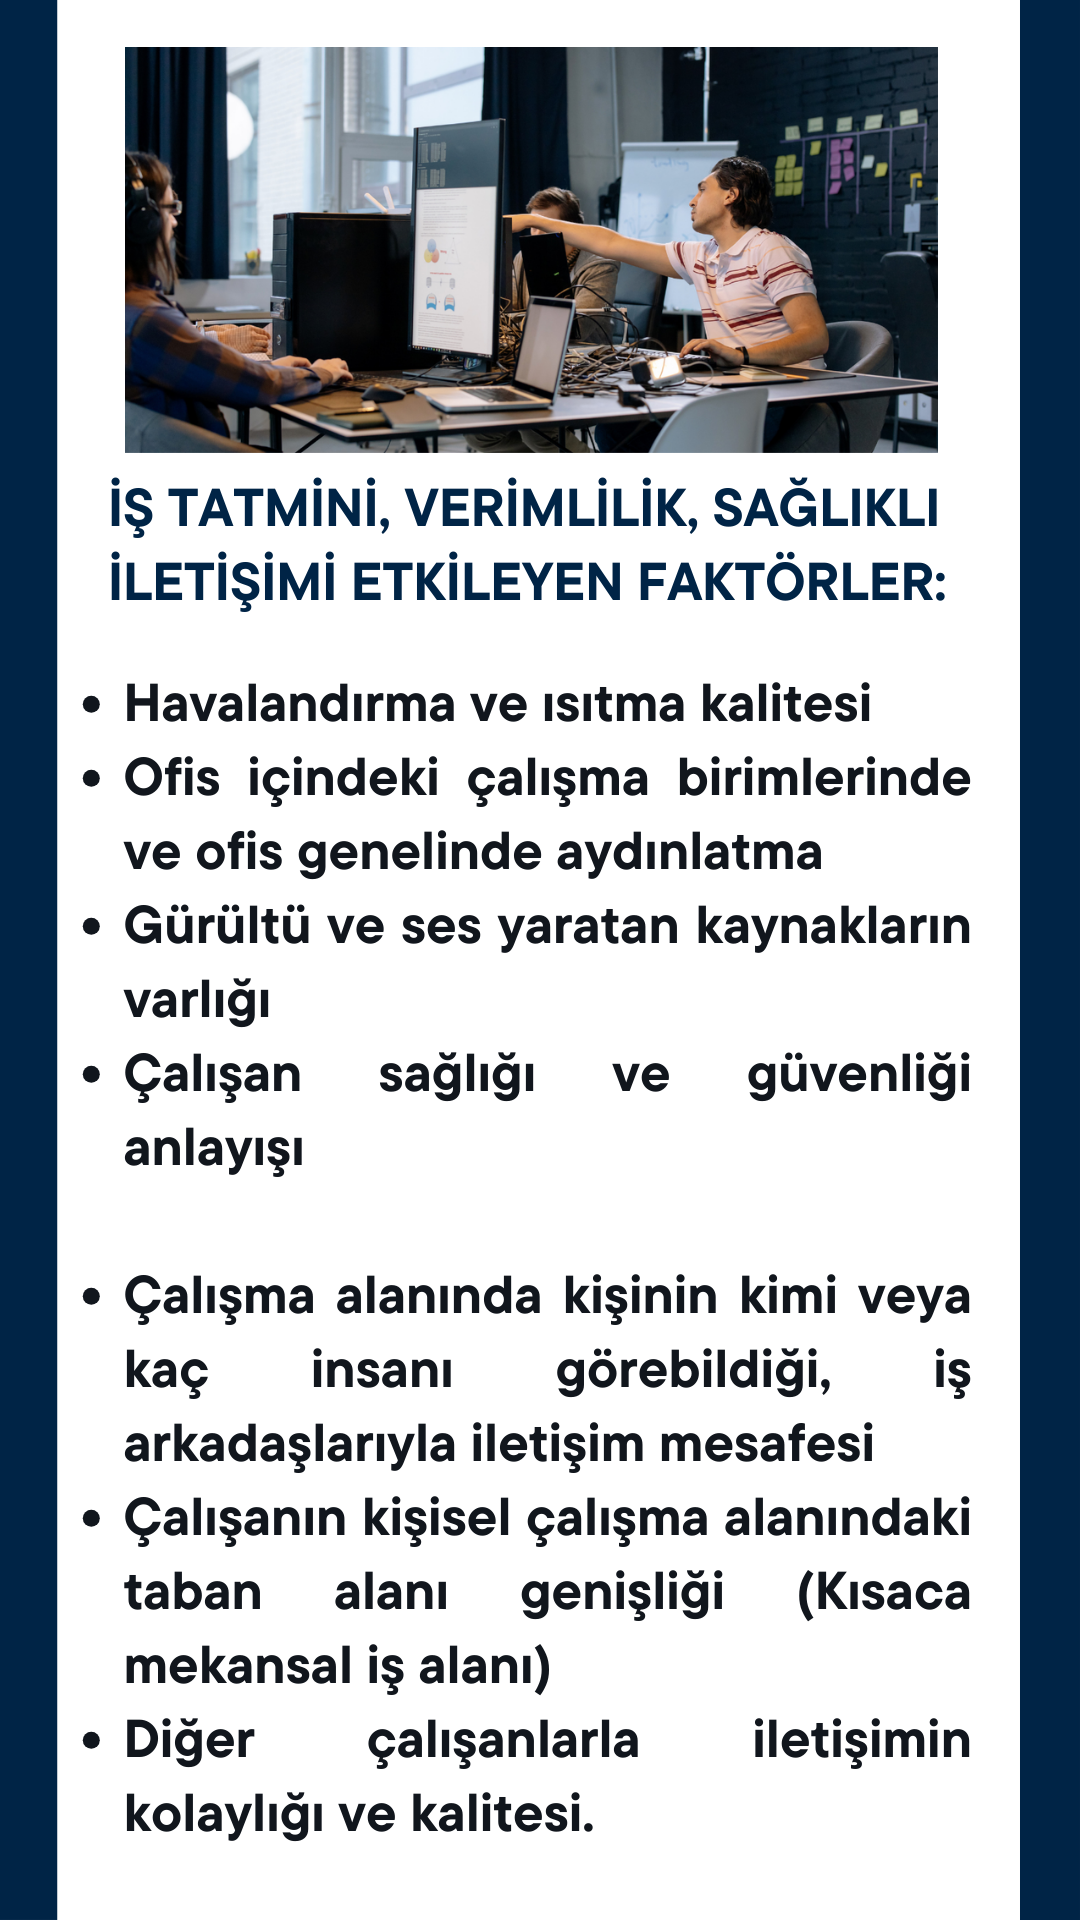 İŞ TATMİNİ, VERİMLİLİK, SAĞLIKLI
İLETİŞİMİ ETKİLEYEN FAKTÖRLER:
• Havalandırma ve ısıtma kalitesi
• Ofis içindeki çalışma birimlerinde
ve ofis genelinde aydınlatma
• Gürültü ve ses yaratan kaynakların
varlığı
• Çalışan sağlığı ve güvenliği
anlayışı
• Çalışma alanında kişinin kimi veya
kaç insanı görebildiği, iş
arkadaşlarıyla iletişim mesafesi
• Çalışanın kişisel çalışma alanındaki
taban alanı genişliği (Kısaca
mekansal iş alanı)
• Diğer çalışanlarla iletişimin
kolaylığı ve kalitesi.